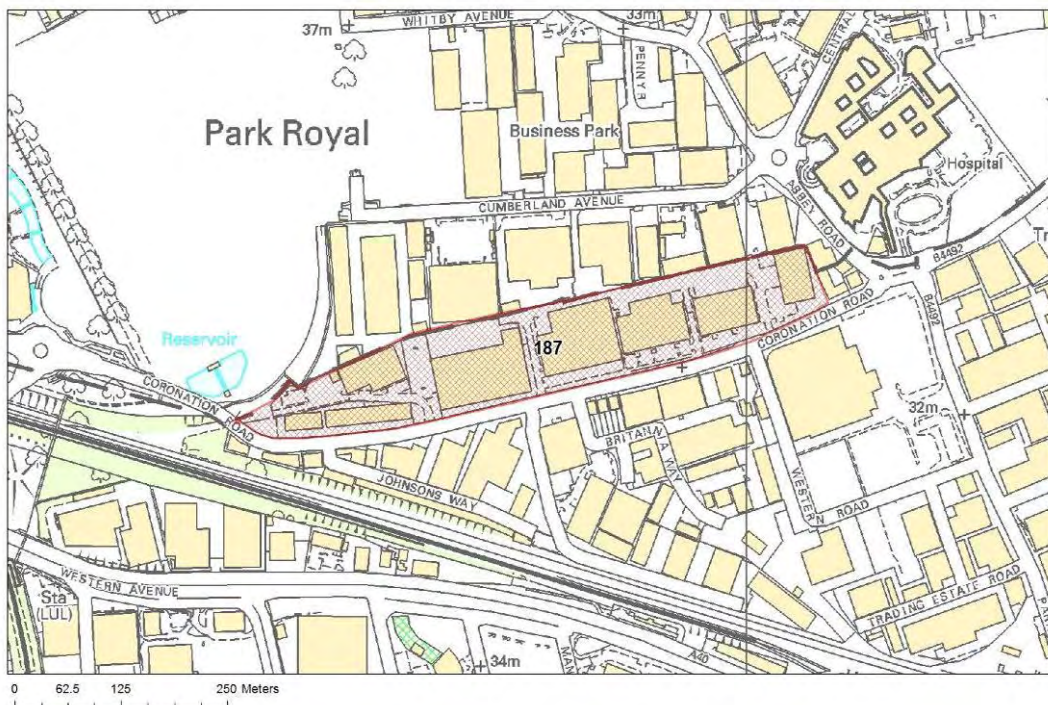 WHITBY AVENUE
33m
37m
CENTRAL
PENNY R
Park Royal
Business Park
Hospital
CUMBERLAND AVENUE
ABBEY ROAD
B4492
Tr
CORONATION ROAD
B4492
187
Reservoir
CORONATION ROAD
32m
BRITANNIA WAY
JOHNSONS WAY
WESTERN ROAD
WESTERN AVENUE
Sta
(LUL)
TRADING ESTATE ROAD
34m
A40
0 62.5 125 250 Meters